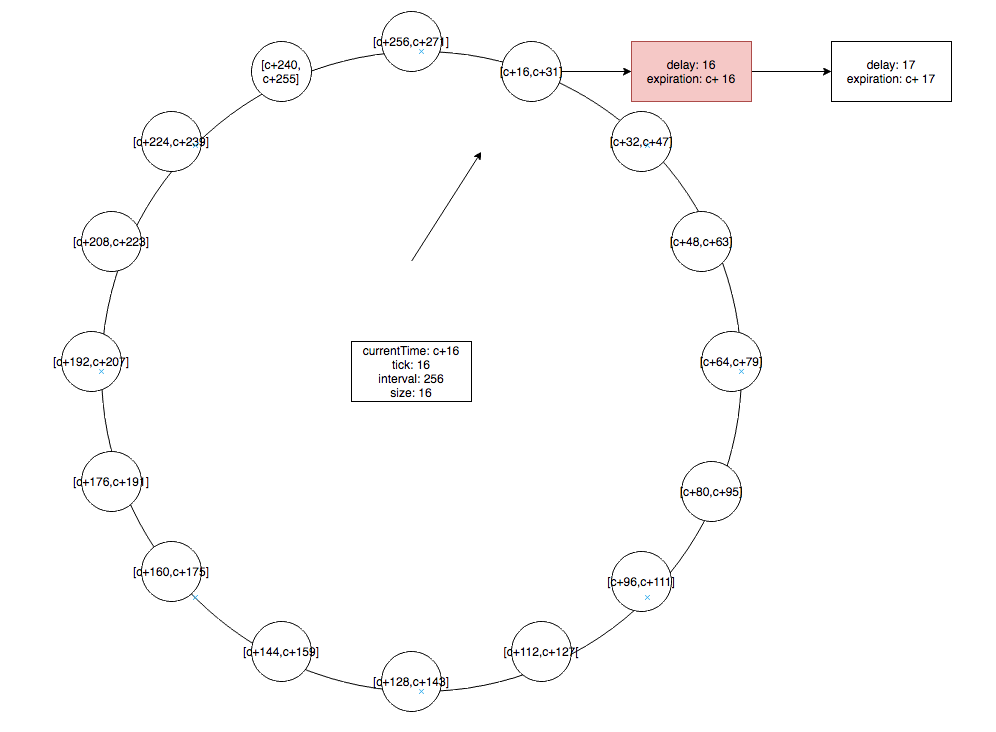 [c+256,c+271]
[c+240,
c+255]
[c+16,c+31]
delay: 16
expiration: c+ 16
delay: 17
expiration: c+ 17
[c+224,c+239]
[c+32,c+47]
[c+208,c+223]
[c+48,c+63]
[c+192,c+207]
currentTime: c+16
tick: 16
interval: 256
size: 16
[c+64,c+79]
[c+176,c+191]
[c+80,c+95]
[c+160,c+175]
[c+96,c+111]
[c+144,c+159]
[c+112,c+127[
[c+128,c+143]